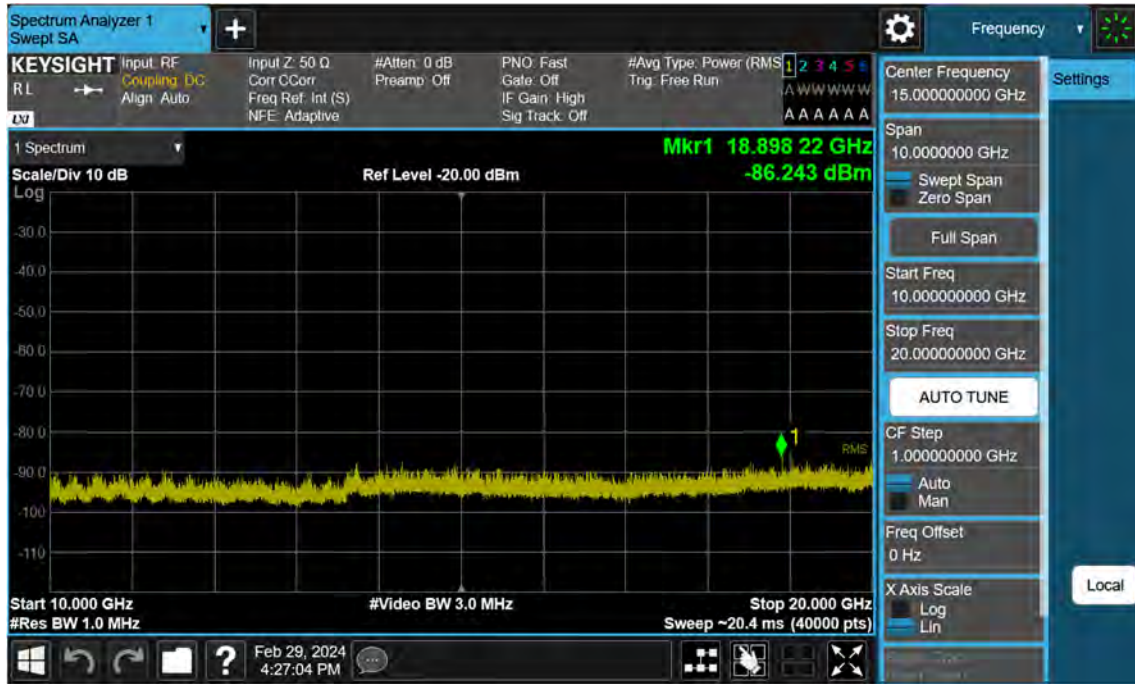 Spectrum Analyzer 1
Swept SA
+
Frequency
KEYSIGHT
R L
LXI
Input: RF
Coupling: DC
Align: Auto
Input Z: 50 Ω
Corr CCorr
Freq Ref: Int (S)
NFE: Adaptive
#Atten: 0 dB
Preamp: Off
PNO: Fast
Gate: Off
IF Gain: High
Sig Track: Off
#Avg Type: Power (RMS
Trig: Free Run
1 2 3 4 5 6
A W W W W W
A A A A A A
1 Spectrum
Scale/Div 10 dB
Ref Level -20.00 dBm
Mkr1 18.898 22 GHz
-86.243 dBm
Log
-30.0
-40.0
-50.0
-60.0
-70.0
-80.0
-90.0
-100
-110
1
RMS
Start 10.000 GHz
#Video BW 3.0 MHz
Stop 20.000 GHz
#Res BW 1.0 MHz
Sweep ~20.4 ms (40000 pts)
Center Frequency
15.000000000 GHz
Settings
Span
10.0000000 GHz
Swept Span
Zero Span
Full Span
Start Freq
10.000000000 GHz
Stop Freq
20.000000000 GHz
AUTO TUNE
CF Step
1.000000000 GHz
Auto
Man
Freq Offset
0 Hz
X Axis Scale
Log
Lin
Local
?
Feb 29, 2024
4:27:04 PM